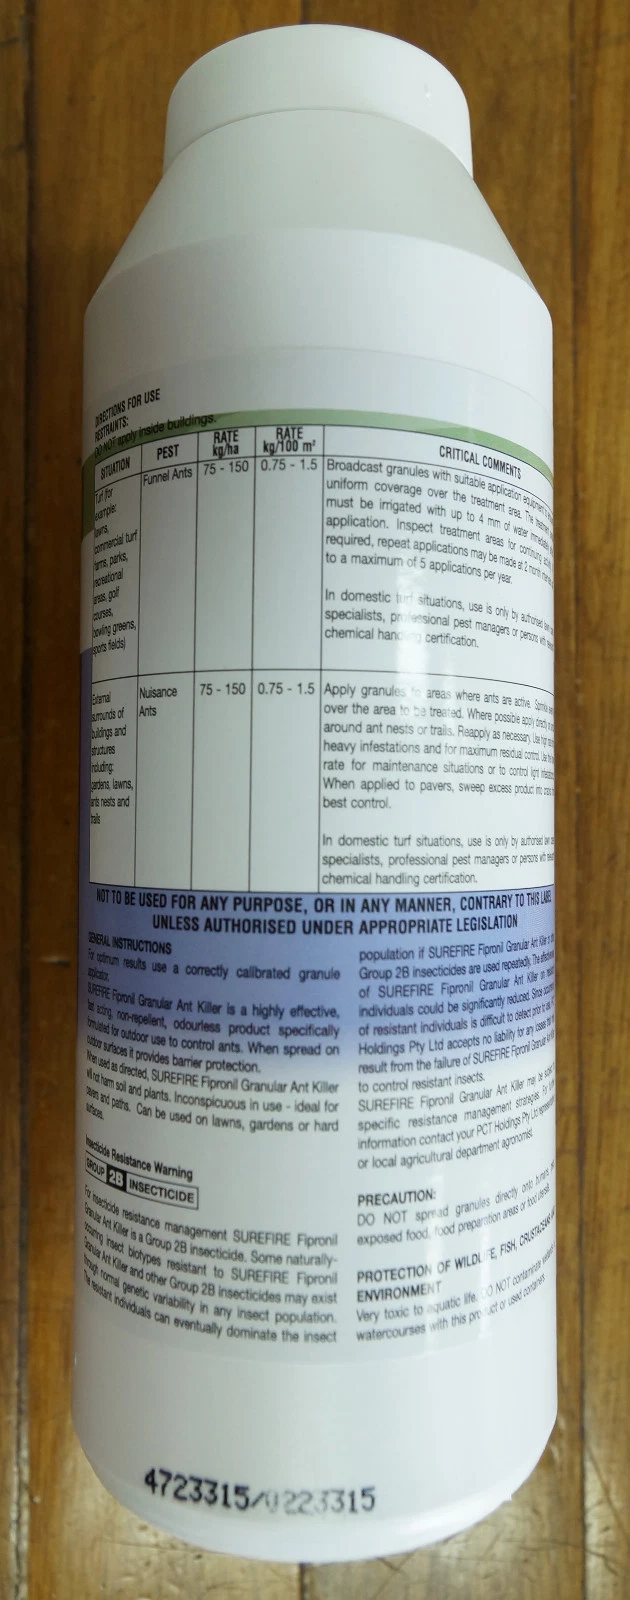 DIRECTIONS FOR USE
RESTRAINTS:
DO NOT apply inside buildings.
SITUATION
PEST
RATE
kg/ha
RATE
kg/100 m²
CRITICAL COMMENTS
Turf (for
example:
lawns,
commercial turf
farms, parks,
recreational
areas, golf
courses,
bowling greens,
sports fields)
Funnel Ants
75 - 150
0.75 - 1.5
Broadcast granules with suitable application equipment
uniform coverage over the treatment area. The treatment
must be irrigated with up to 4 mm of water
application. Inspect treatment areas for continuing
required, repeat applications may be made at 2 month
to a maximum of 5 applications per year.
In domestic turf situations, use is only by authorised
specialists, professional pest managers or persons with
chemical handling certification.
External
surrounds of
buildings and
structures
including:
gardens, lawns,
ants nests and
trails
Nuisance
Ants
75 - 150
0.75 - 1.5
Apply granules to areas where ants are active. Sprinkle
over the area to be treated. Where possible apply directly
around ant nests or trails. Reapply as necessary. Use high
heavy infestations and for maximum residual control. Use
rate for maintenance situations or to control light
When applied to pavers, sweep excess product into
best control.
In domestic turf situations, use is only by authorised
specialists, professional pest managers or persons with
chemical handling certification.
NOT TO BE USED FOR ANY PURPOSE, OR IN ANY MANNER, CONTRARY TO THIS LABEL
UNLESS AUTHORISED UNDER APPROPRIATE LEGISLATION
GENERAL INSTRUCTIONS
For optimum results use a correctly calibrated granule
applicator.
SUREFIRE Fipronil Granular Ant Killer is a highly effective,
fast acting, non-repellent, odourless product specifically
formulated for outdoor use to control ants. When spread on
outdoor surfaces it provides barrier protection.
When used as directed, SUREFIRE Fipronil Granular Ant Killer
will not harm soil and plants. Inconspicuous in use - ideal for
pavers and paths. Can be used on lawns, gardens or hard
surfaces.
Insecticide Resistance Warning
GROUP 2B INSECTICIDE
For insecticide resistance management SUREFIRE Fipronil
Granular Ant Killer is a Group 2B insecticide. Some naturally-
occurring insect biotypes resistant to SUREFIRE Fipronil
Granular Ant Killer and other Group 2B insecticides may exist
through normal genetic variability in any insect population.
The resistant individuals can eventually dominate the insect
population if SUREFIRE Fipronil Granular Ant Killer
Group 2B insecticides are used repeatedly. The
of SUREFIRE Fipronil Granular Ant Killer on
individuals could be significantly reduced. Since
of resistant individuals is difficult to detect prior to
Holdings Pty Ltd accepts no liability for any losses
result from the failure of SUREFIRE Fipronil Granular
to control resistant insects.
SUREFIRE Fipronil Granular Ant Killer may be
specific resistance management strategies. For
information contact your PCT Holdings Pty Ltd
or local agricultural department agronomist.
PRECAUTION:
DO NOT spread granules directly onto
exposed food, food preparation areas or food utensils.
PROTECTION OF WILDLIFE, FISH, CRUSTACEANS
ENVIRONMENT
Very toxic to aquatic life. DO NOT contaminate
watercourses with this product or used containers.
4723315/0223315